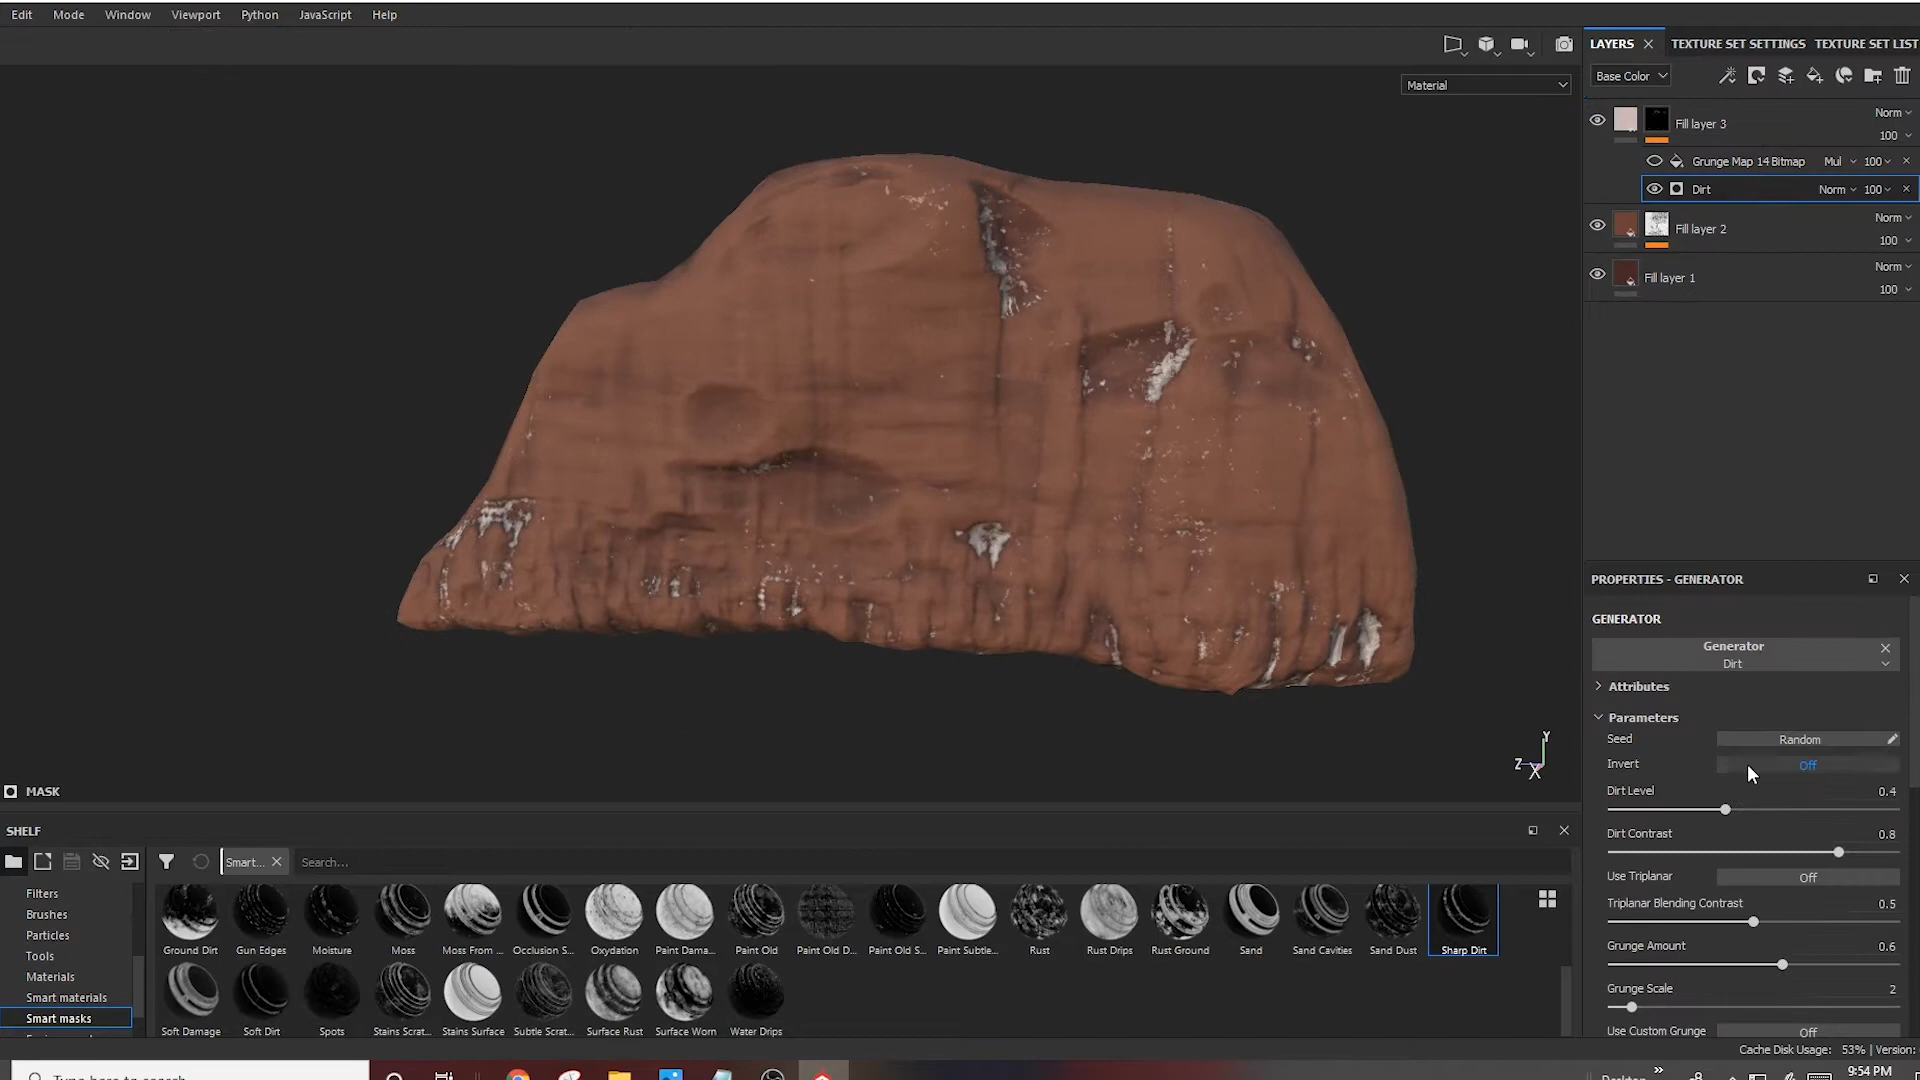 Edit Mode Window Viewport Python JavaScript Help
LAYERS TEXTURE SET SETTINGS TEXTURE SET LIST
Base Color
Material
Norm
Fill layer 3
100
Grunge Map 14 Bitmap Mul 100
Dirt Norm 100
Norm
Fill layer 2
100
Norm
Fill layer 1
100
PROPERTIES - GENERATOR
GENERATOR
Generator
Dirt
Attributes
Parameters
Seed Random
Invert Off
Dirt Level 0.4
Dirt Contrast 0.8
Use Triplanar Off
Triplanar Blending Contrast 0.5
Grunge Amount 0.6
Grunge Scale 2
Use Custom Grunge Off
Y
Z
X
MASK
SHELF
Smart... Search...
Filters
Brushes
Particles
Tools
Materials
Smart materials
Smart masks
Ground Dirt Gun Edges Moisture Moss Moss From ... Occlusion S... Oxydation Paint Dama... Paint Old Paint Old D... Paint Old S... Paint Subtle... Rust Rust Drips Rust Ground Sand Sand Cavities Sand Dust Sharp Dirt
Soft Damage Soft Dirt Spots Stains Scrat... Stains Surface Subtle Scrat... Surface Rust Surface Worn Water Drips
Cache Disk Usage: 53% | Version:
Type here to search
Desktop
9:54 PM